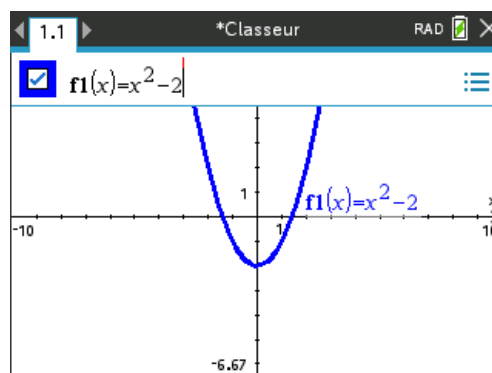 1.1 *Classeur RAD
f1(x)=x²-2
1
f1(x)=x²-2
x
-10
1
10
-6.67